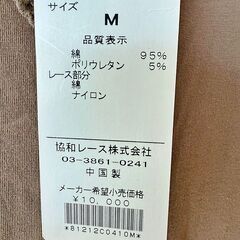 サイズ
M
品質表示
綿 95%
ポリウレタン 5%
レース部分
綿
ナイロン
協和レース株式会社
03-3861-0241
中国製
メーカー希望小売価格
¥10,000
*81212C0410M*